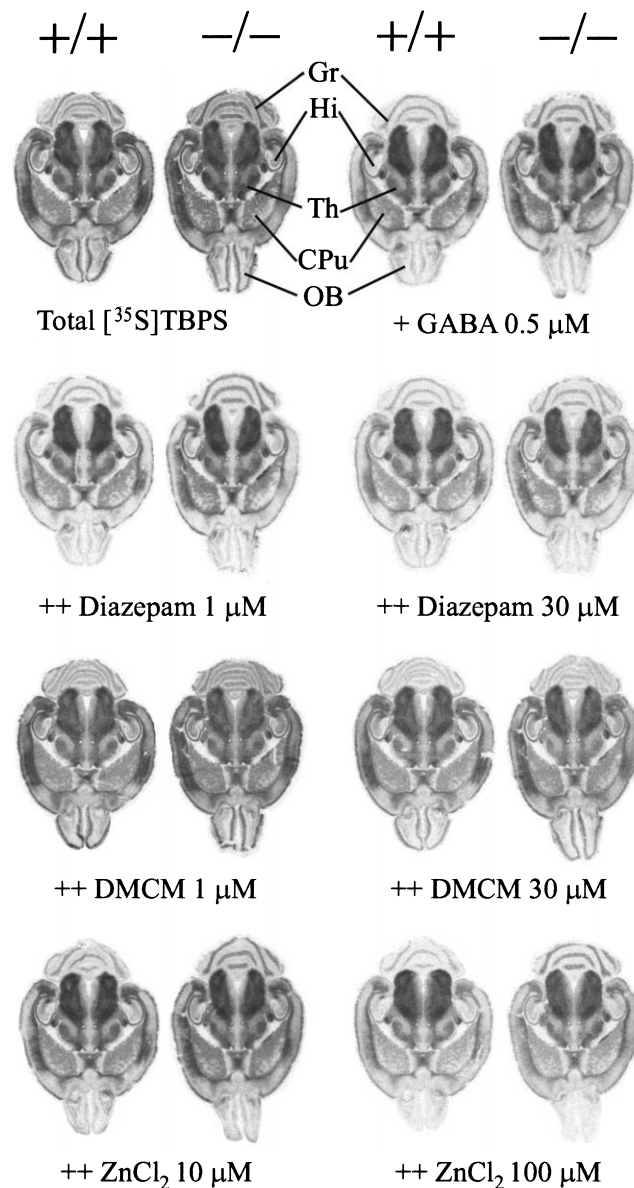 +/+ −/− +/+ −/−
Gr
Hi
Th
CPu
OB
Total [³⁵S]TBPS + GABA 0.5 μM
++ Diazepam 1 μM ++ Diazepam 30 μM
++ DMCM 1 μM ++ DMCM 30 μM
++ ZnCl₂ 10 μM ++ ZnCl₂ 100 μM